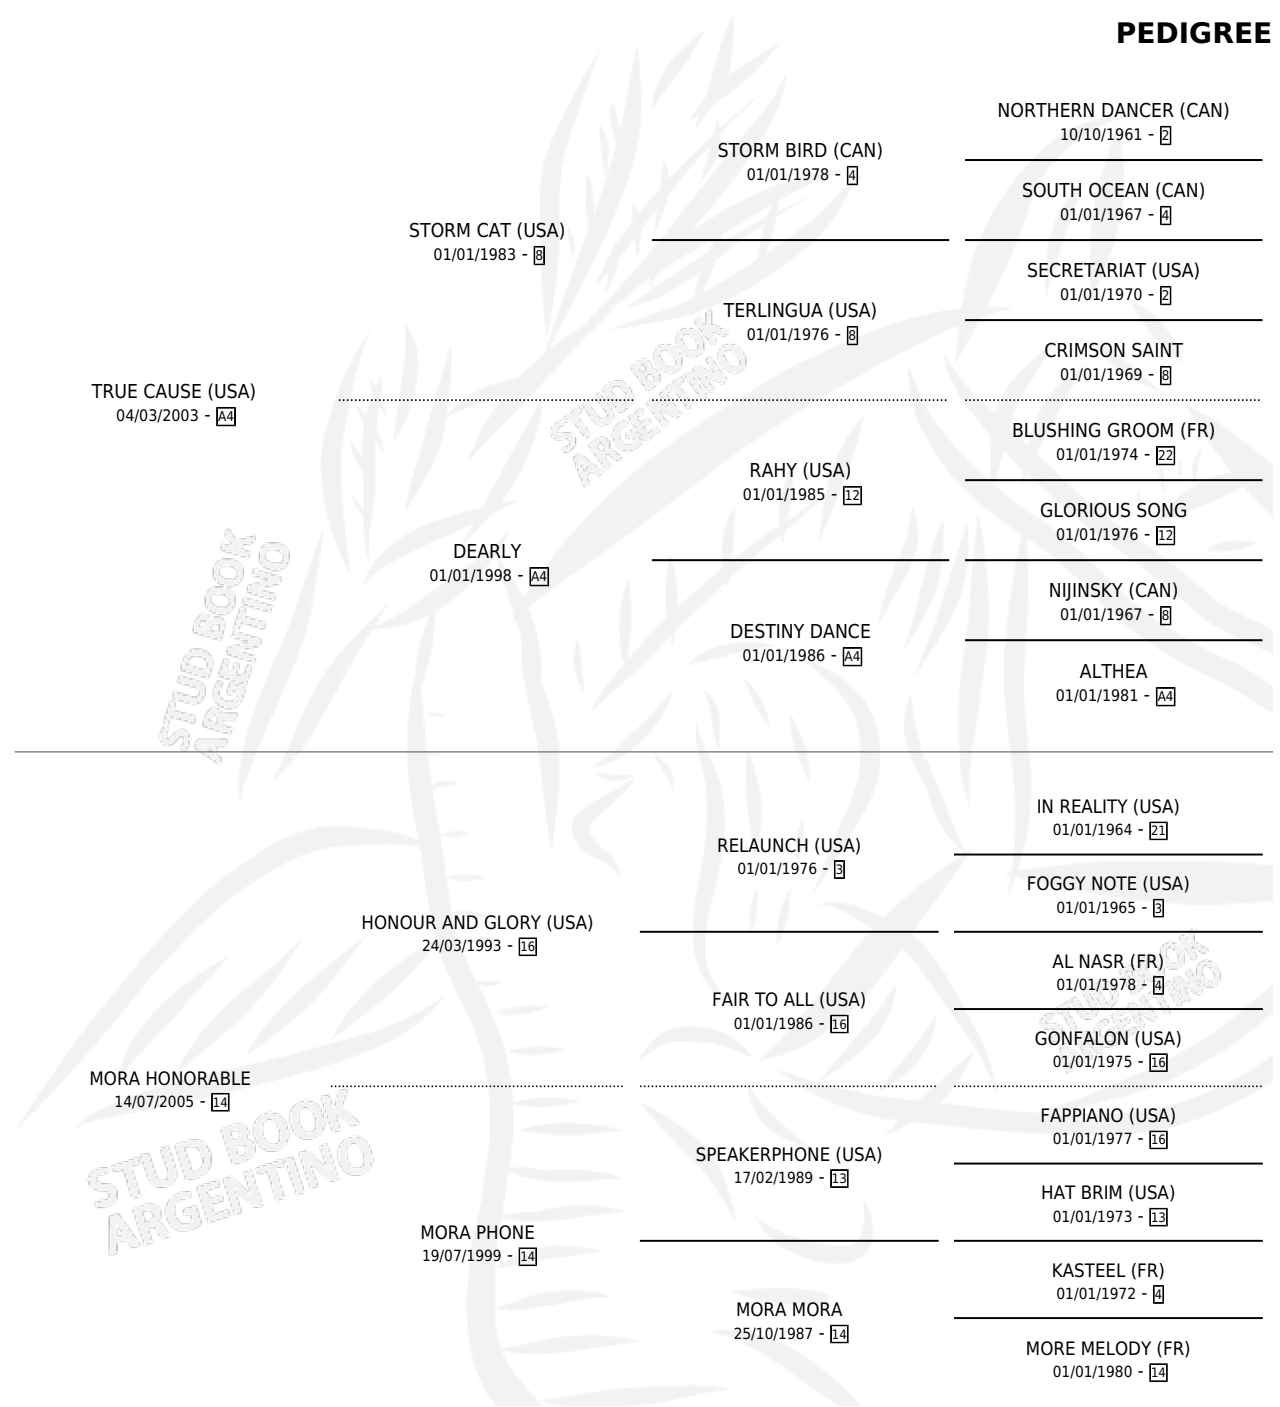 PEDIGREE
NORTHERN DANCER (CAN)
10/10/1961 - 2
STORM BIRD (CAN)
01/01/1978 - 4
SOUTH OCEAN (CAN)
01/01/1967 - 4
STORM CAT (USA)
01/01/1983 - 8
SECRETARIAT (USA)
01/01/1970 - 2
TERLINGUA (USA)
01/01/1976 - 8
CRIMSON SAINT
01/01/1969 - 8
TRUE CAUSE (USA)
04/03/2003 - A4
BLUSHING GROOM (FR)
01/01/1974 - 22
RAHY (USA)
01/01/1985 - 12
GLORIOUS SONG
01/01/1976 - 12
DEARLY
01/01/1998 - A4
NIJINSKY (CAN)
01/01/1967 - 8
DESTINY DANCE
01/01/1986 - A4
ALTHEA
01/01/1981 - A4
IN REALITY (USA)
01/01/1964 - 21
RELAUNCH (USA)
01/01/1976 - 3
FOGGY NOTE (USA)
01/01/1965 - 3
HONOUR AND GLORY (USA)
24/03/1993 - 16
AL NASR (FR)
01/01/1978 - 4
FAIR TO ALL (USA)
01/01/1986 - 16
GONFALON (USA)
01/01/1975 - 16
MORA HONORABLE
14/07/2005 - 14
FAPPIANO (USA)
01/01/1977 - 16
SPEAKERPHONE (USA)
17/02/1989 - 13
HAT BRIM (USA)
01/01/1973 - 13
MORA PHONE
19/07/1999 - 14
KASTEEL (FR)
01/01/1972 - 4
MORA MORA
25/10/1987 - 14
MORE MELODY (FR)
01/01/1980 - 14
STUD BOOK
ARGENTINO
STUD BOOK
ARGENTINO
STUD BOOK
ARGENTINO
STUD BOOK
ARGENTINO